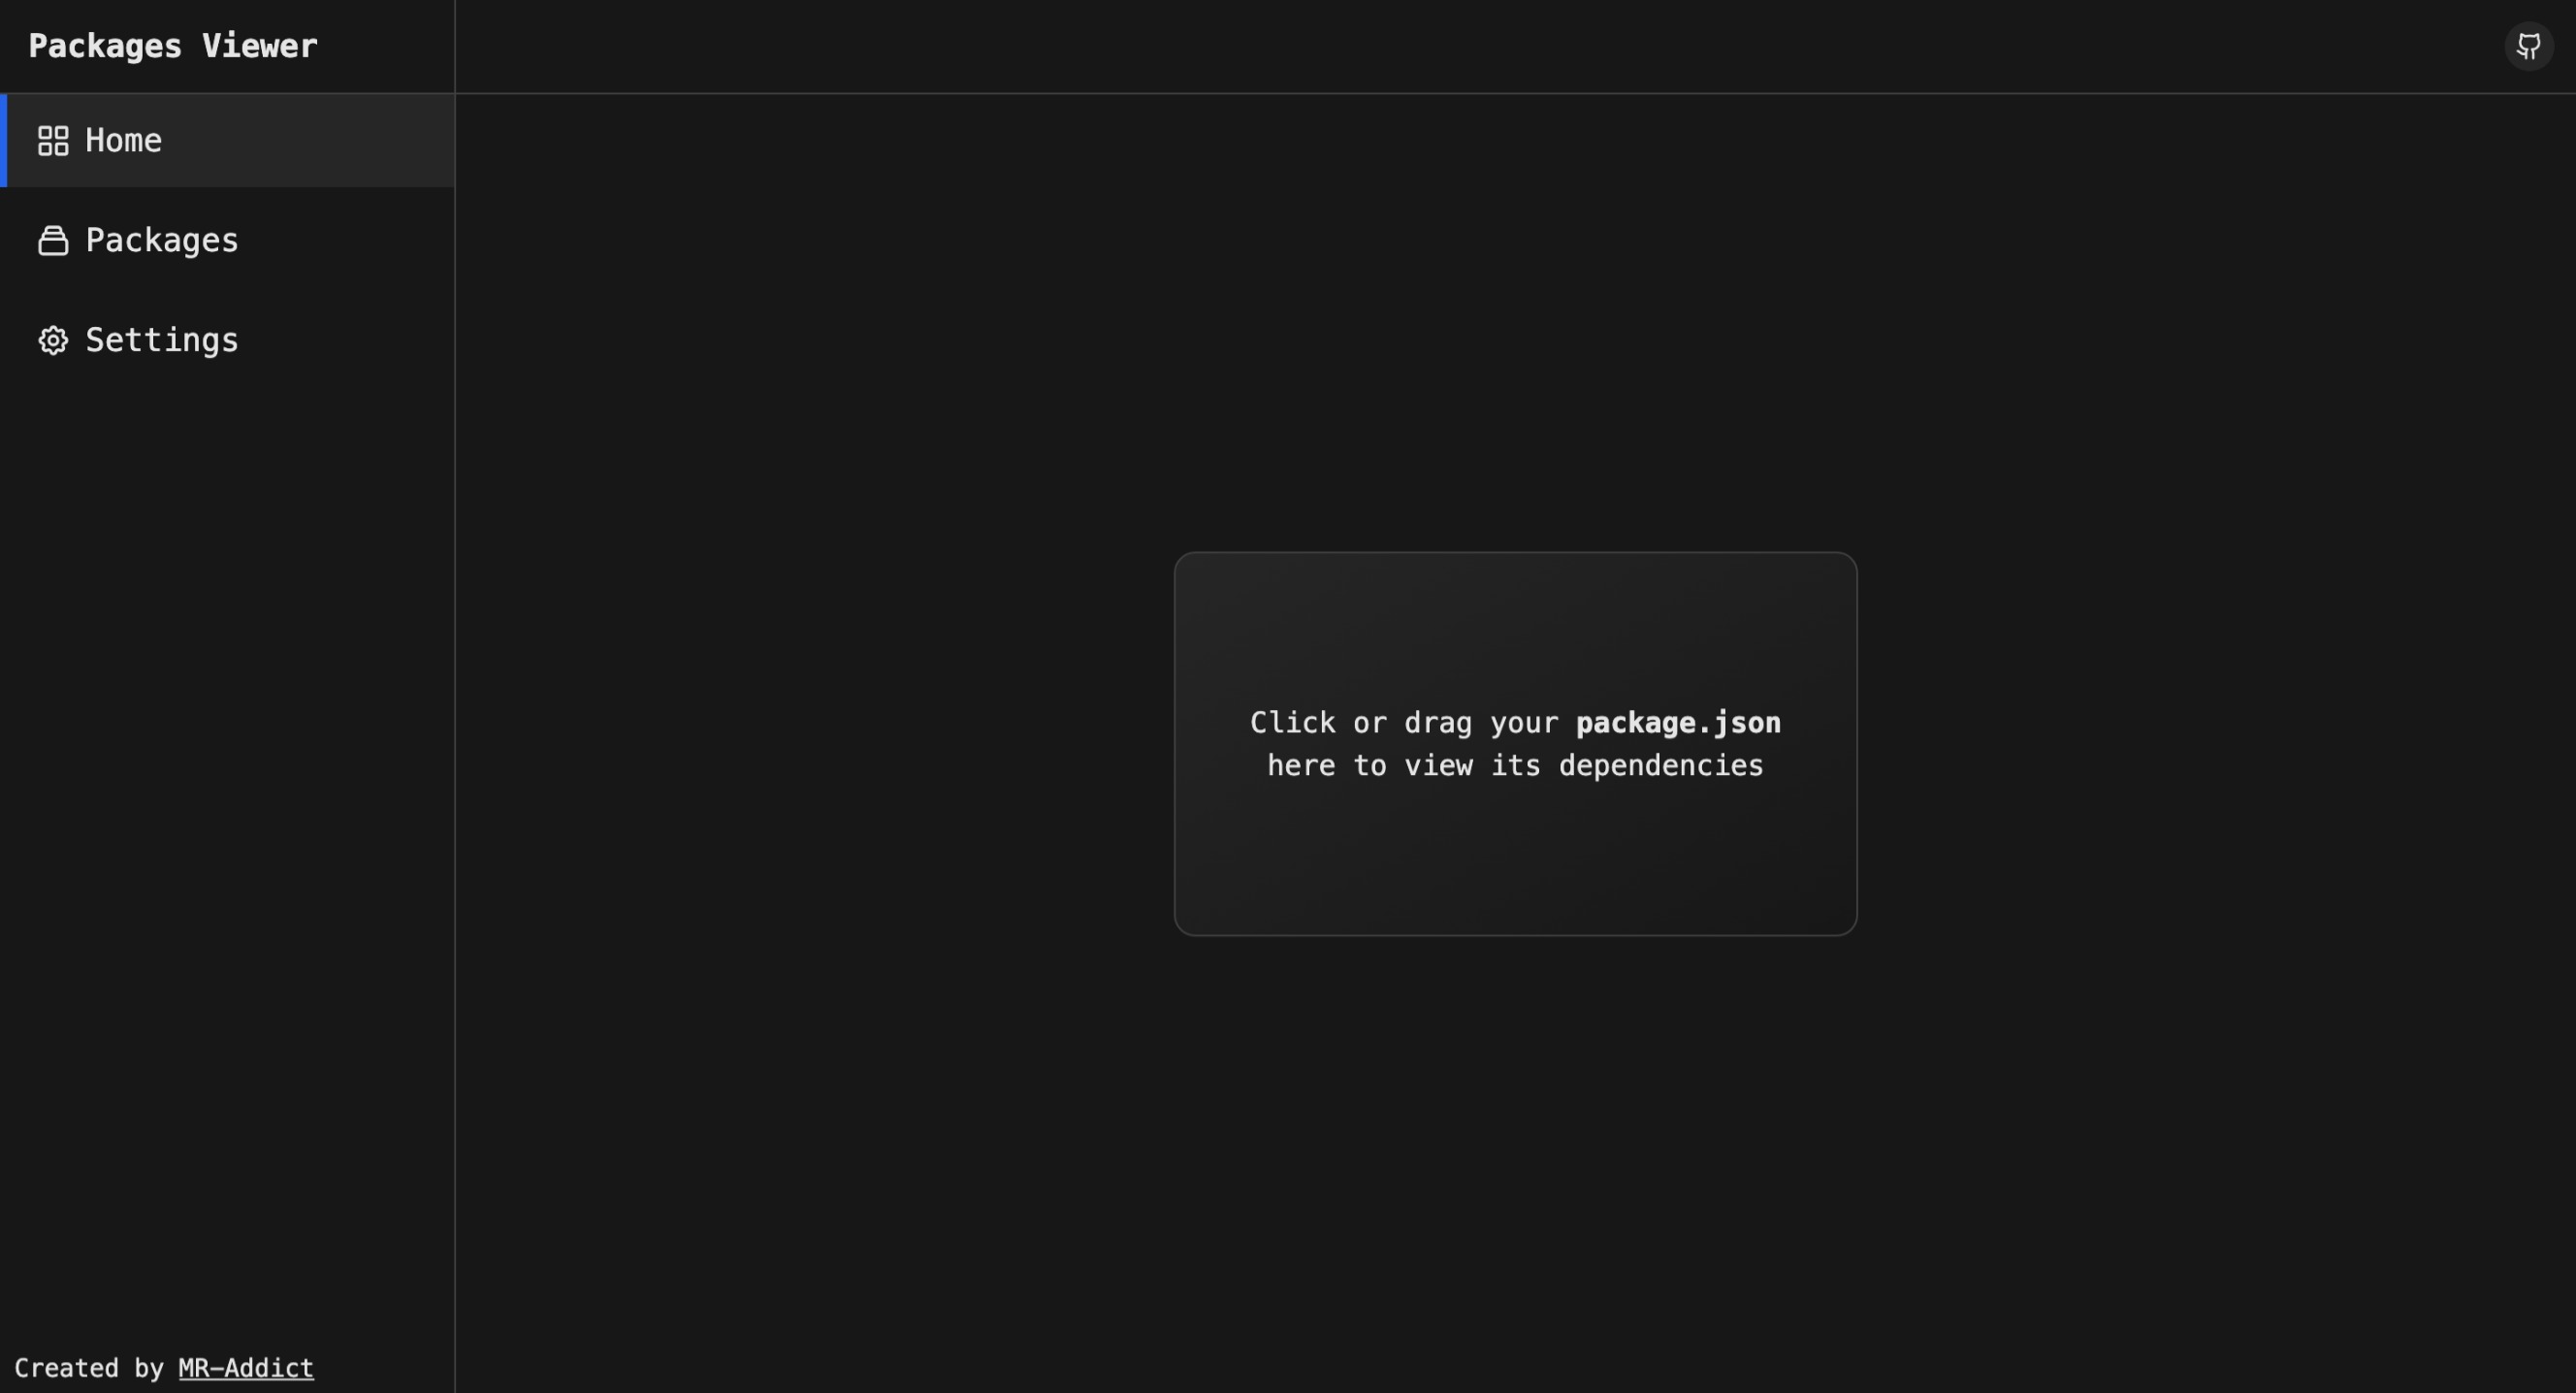 Packages Viewer
Home
Packages
Settings
Click or drag your package.json
here to view its dependencies
Created by MR-Addict